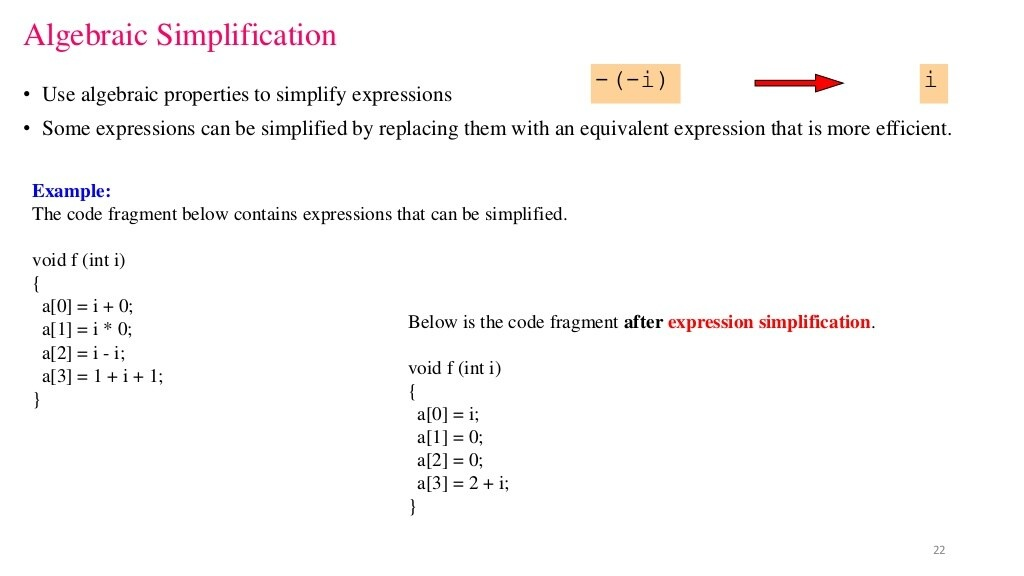 Algebraic Simplification
-(-i)
i
• Use algebraic properties to simplify expressions
• Some expressions can be simplified by replacing them with an equivalent expression that is more efficient.
Example:
The code fragment below contains expressions that can be simplified.
void f (int i)
{
a[0] = i + 0;
a[1] = i * 0;
a[2] = i - i;
a[3] = 1 + i + 1;
}
Below is the code fragment after expression simplification.
void f (int i)
{
a[0] = i;
a[1] = 0;
a[2] = 0;
a[3] = 2 + i;
}
22